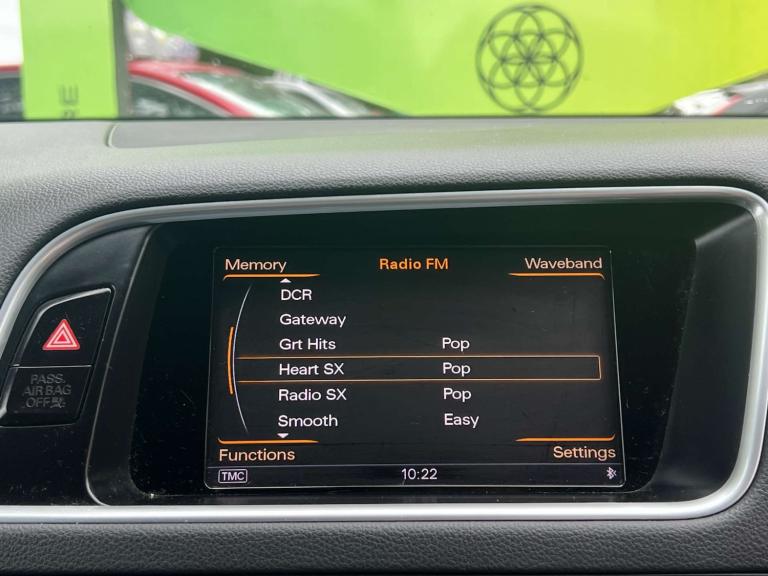 RE
Memory Radio FM Waveband
DCR
Gateway
Grt Hits Pop
Heart SX Pop
Radio SX Pop
Smooth Easy
Functions Settings
TMC 10:22
PASS.
AIR BAG
OFF